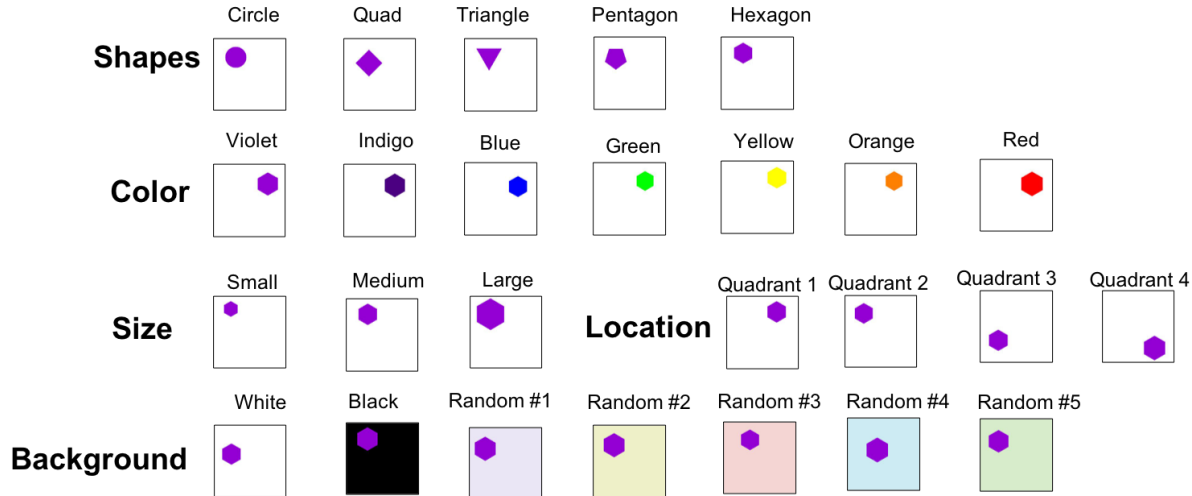 Circle Quad Triangle Pentagon Hexagon
Shapes
Violet Indigo Blue Green Yellow Orange Red
Color
Small Medium Large Quadrant 1 Quadrant 2 Quadrant 3 Quadrant 4
Size Location
White Black Random #1 Random #2 Random #3 Random #4 Random #5
Background